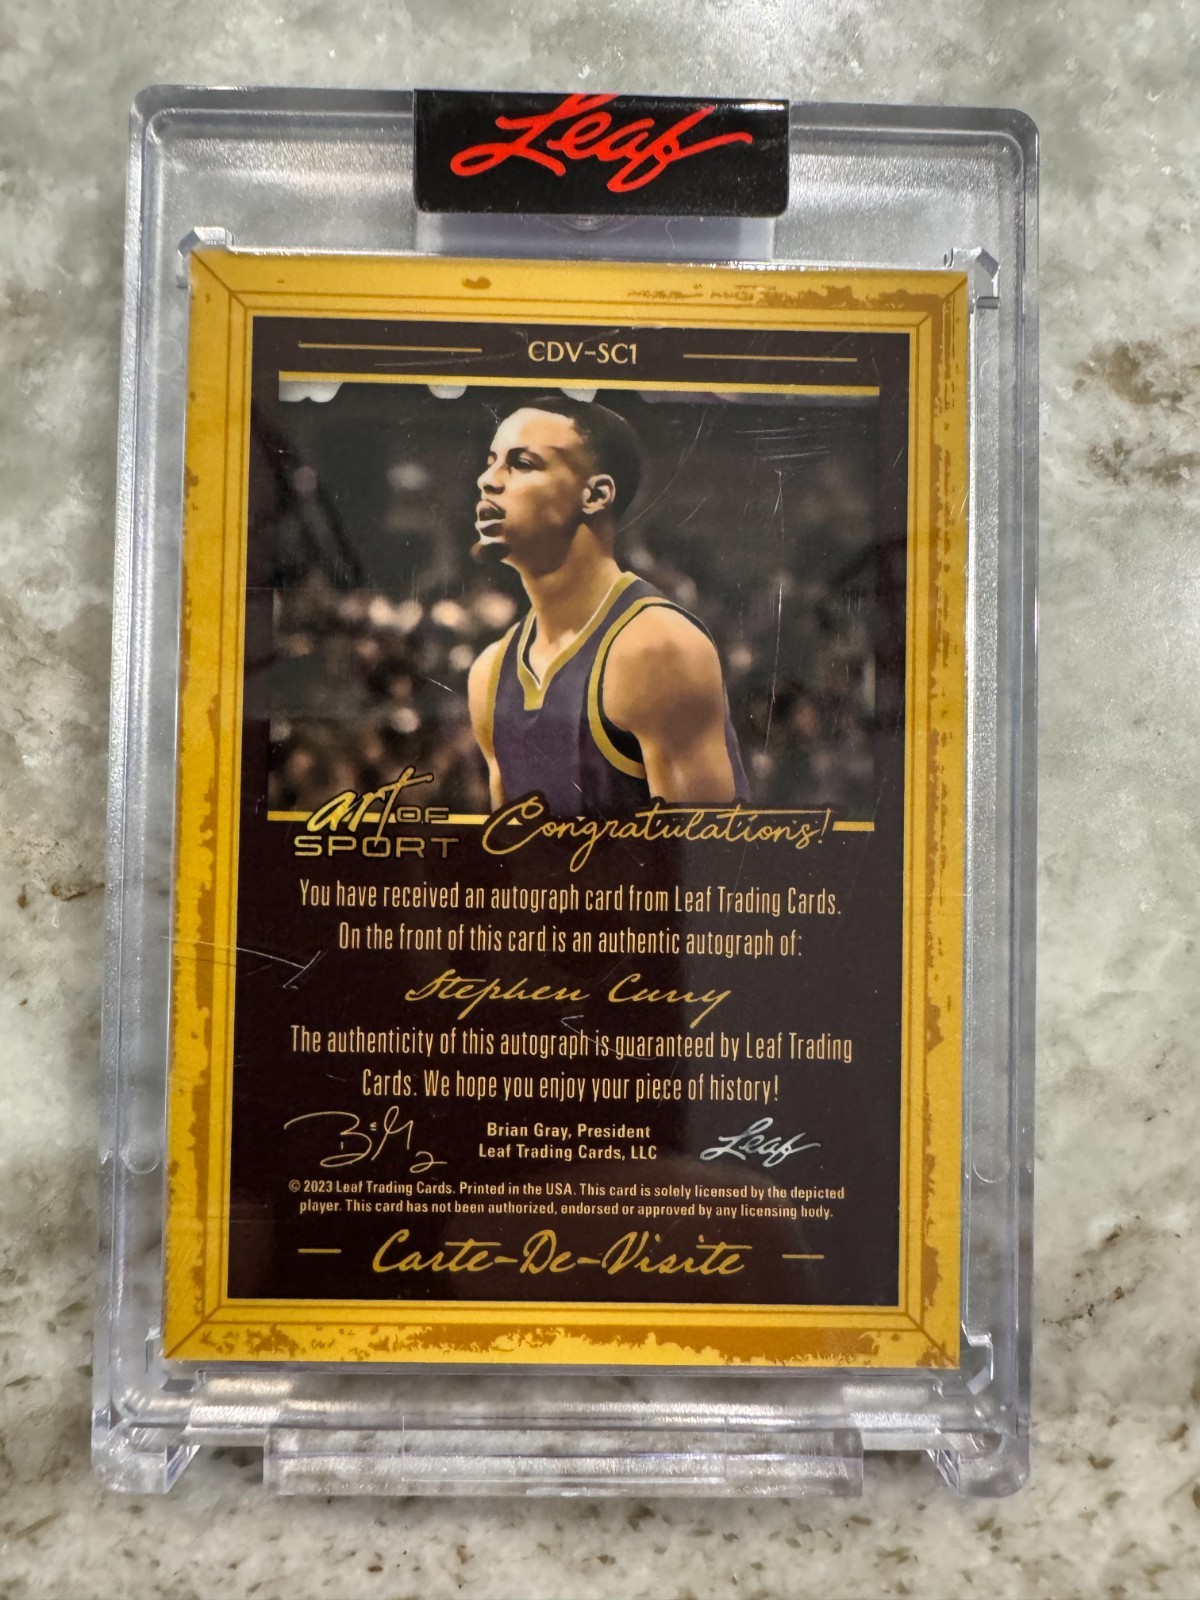 Leaf
CDV-SC1
art OF
SPORT
Congratulations!
You have received an autograph card from Leaf Trading Cards.
On the front of this card is an authentic autograph of:
Stephen Curry
The authenticity of this autograph is guaranteed by Leaf Trading
Cards. We hope you enjoy your piece of history!
Brian Gray, President
Leaf Trading Cards, LLC
Leaf
© 2023 Leaf Trading Cards. Printed in the USA. This card is solely licensed by the depicted
player. This card has not been authorized, endorsed or approved by any licensing body.
Carte-De-Visite